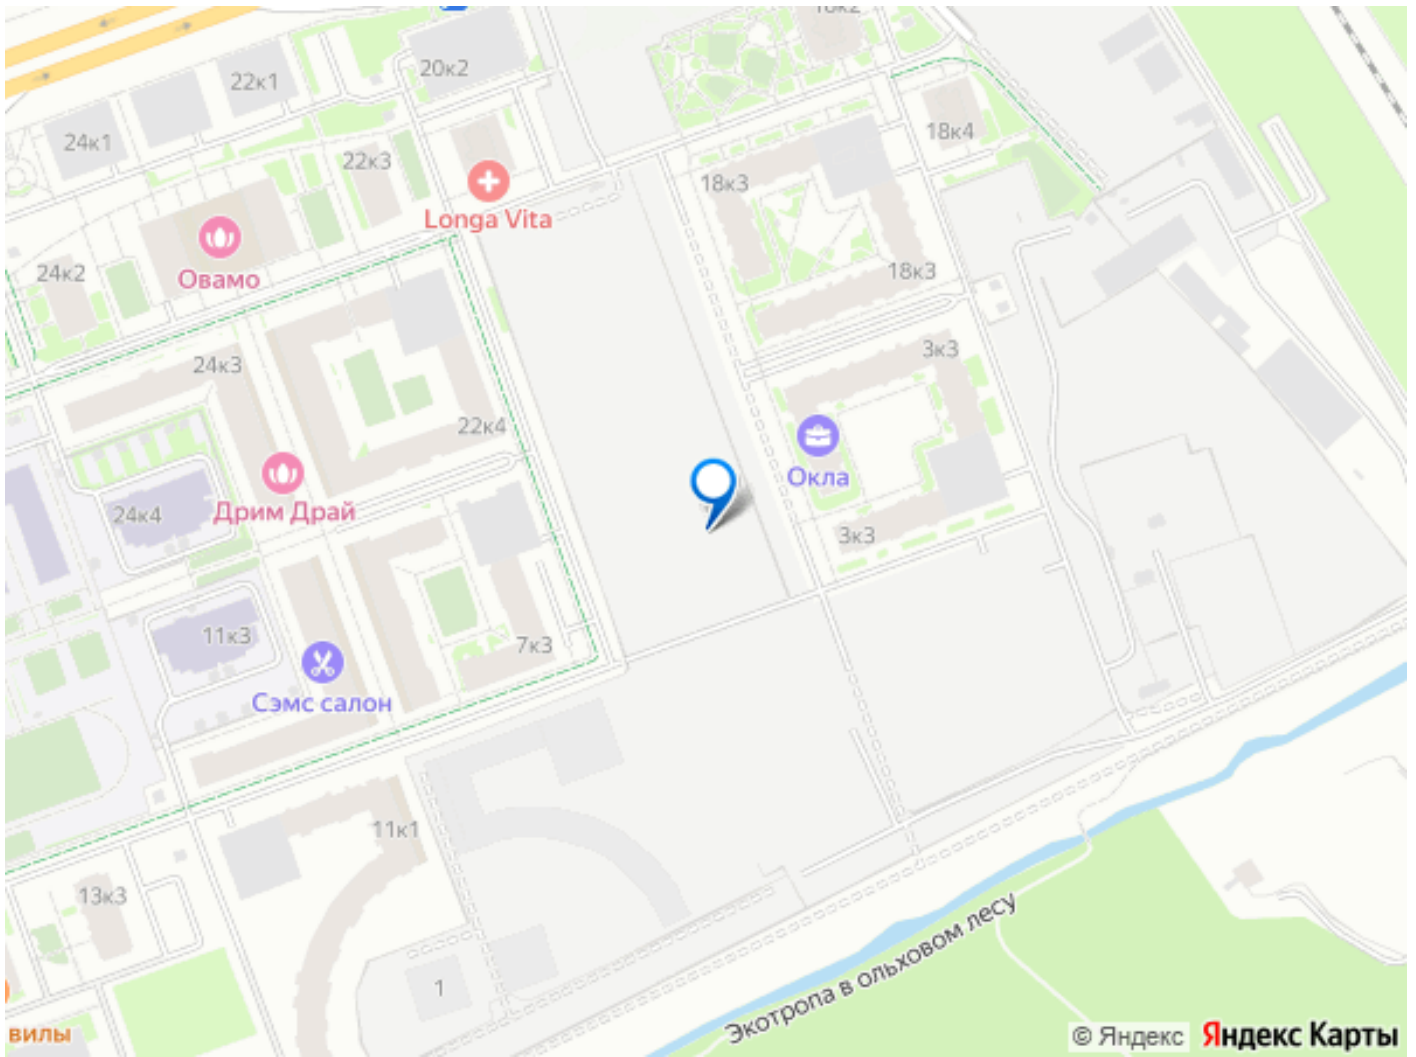 18к2
20к2
22к1
24к1
22к3
18к4
18к3
Longa Vita
24к2
Овамо
18к3
24к3
3к3
22к4
Окла
Дрим Драй
24к4
3к3
11к3
7к3
Сэмс салон
11к1
13к3
1
вилы
Экотропа в ольховом лесу
© Яндекс Яндекс Карты